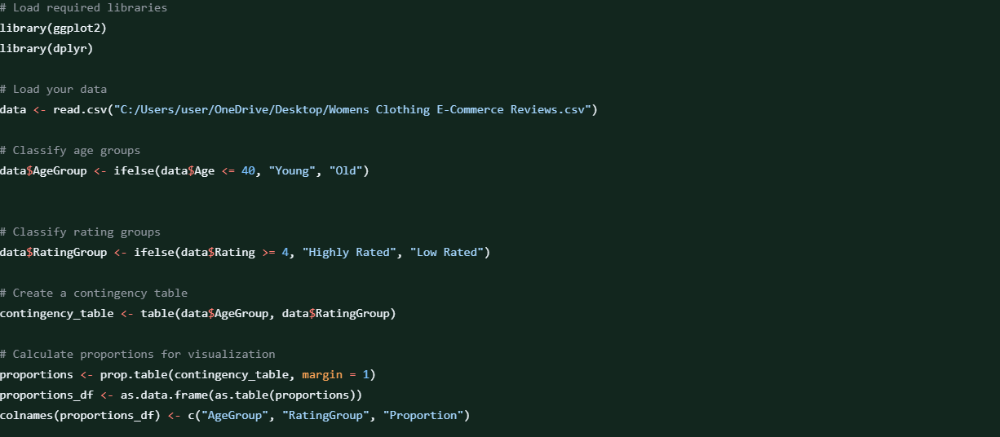 # Load required libraries
library(ggplot2)
library(dplyr)
# Load your data
data <- read.csv("C:/Users/user/OneDrive/Desktop/Womens Clothing E-Commerce Reviews.csv")
# Classify age groups
data$AgeGroup <- ifelse(data$Age <= 40, "Young", "Old")
# Classify rating groups
data$RatingGroup <- ifelse(data$Rating >= 4, "Highly Rated", "Low Rated")
# Create a contingency table
contingency_table <- table(data$AgeGroup, data$RatingGroup)
# Calculate proportions for visualization
proportions <- prop.table(contingency_table, margin = 1)
proportions_df <- as.data.frame(as.table(proportions))
colnames(proportions_df) <- c("AgeGroup", "RatingGroup", "Proportion")